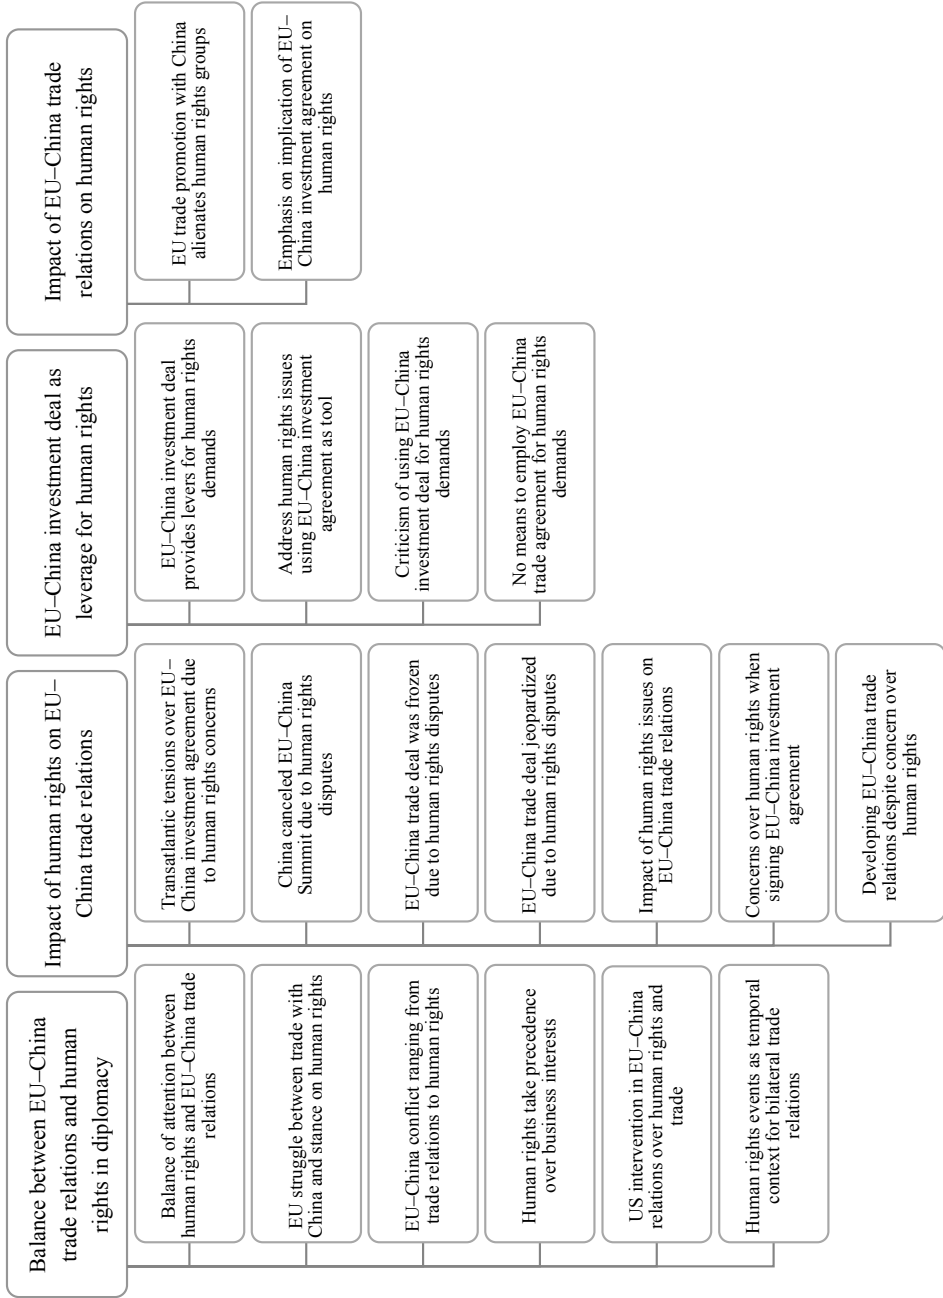 Balance between EU–China
trade relations and human
rights in diplomacy
Balance of attention between
human rights and EU–China trade
relations
EU struggle between trade with
China and stance on human rights
EU–China conflict ranging from
trade relations to human rights
Human rights take precedence
over business interests
US intervention in EU–China
relations over human rights and
trade
Human rights events as temporal
context for bilateral trade
relations
Impact of human rights on EU–
China trade relations
Transatlantic tensions over EU–
China investment agreement due
to human rights concerns
China canceled EU–China
Summit due to human rights
disputes
EU–China trade deal was frozen
due to human rights disputes
EU–China trade deal jeopardized
due to human rights disputes
Impact of human rights issues on
EU–China trade relations
Concerns over human rights when
signing EU–China investment
agreement
Developing EU–China trade
relations despite concern over
human rights
EU–China investment deal as
leverage for human rights
EU–China investment deal
provides levers for human rights
demands
Address human rights issues
using EU–China investment
agreement as tool
Criticism of using EU–China
investment deal for human rights
demands
No means to employ EU–China
trade agreement for human rights
demands
Impact of EU–China trade
relations on human rights
EU trade promotion with China
alienates human rights groups
Emphasis on implication of EU–
China investment agreement on
human rights